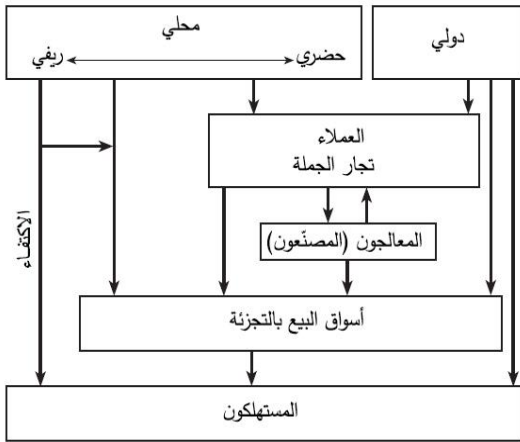 محلي
دولي
حضري
ريفي
العملاء
تجار الجملة
المعالجون (المصنّعون)
الاكتفاء
أسواق البيع بالتجزئة
المستهلكون